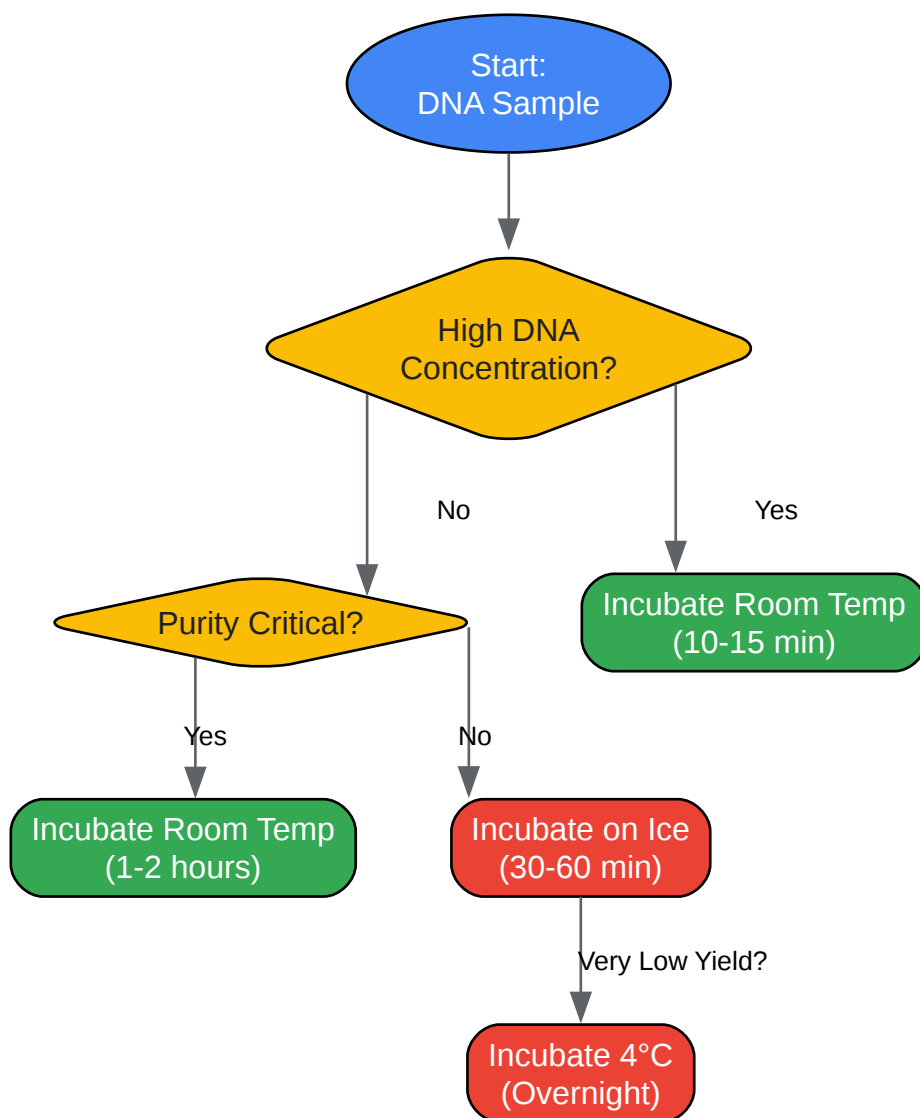 Start:
DNA Sample
High DNA
Concentration?
No
Yes
Purity Critical?
Incubate Room Temp
(10-15 min)
Yes
No
Incubate Room Temp
(1-2 hours)
Incubate on Ice
(30-60 min)
Very Low Yield?
Incubate 4°C
(Overnight)